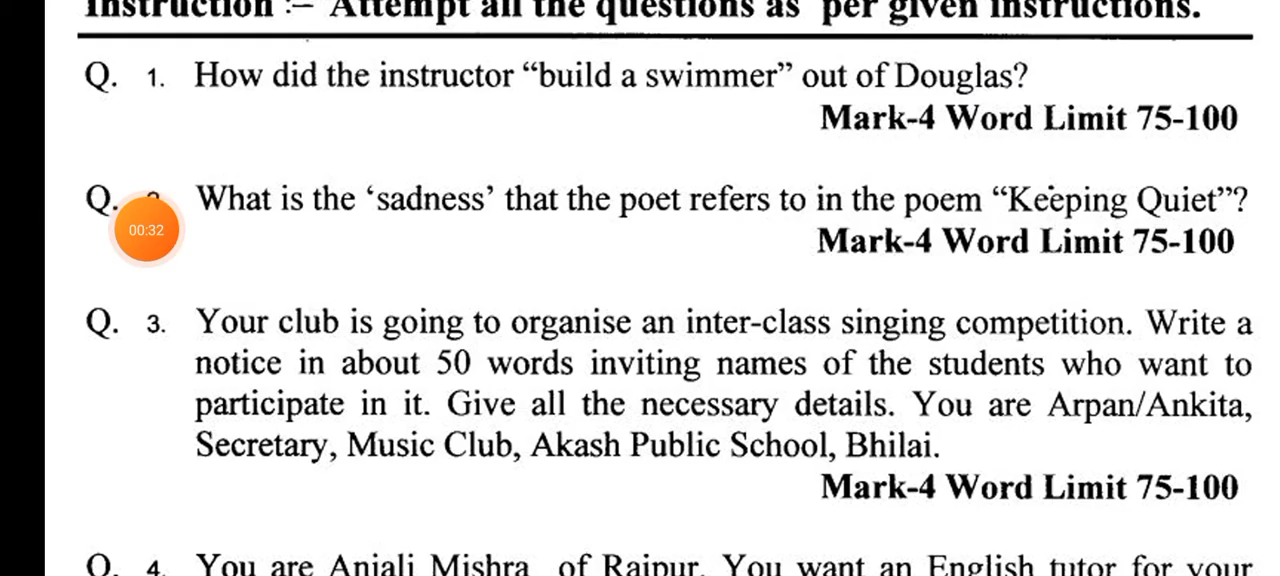 Instruction :– Attempt all the questions as per given instructions.
Q. 1. How did the instructor “build a swimmer” out of Douglas?
Mark-4 Word Limit 75-100
Q. What is the ‘sadness’ that the poet refers to in the poem “Keeping Quiet”?
00:32
Mark-4 Word Limit 75-100
Q. 3. Your club is going to organise an inter-class singing competition. Write a
notice in about 50 words inviting names of the students who want to
participate in it. Give all the necessary details. You are Arpan/Ankita,
Secretary, Music Club, Akash Public School, Bhilai.
Mark-4 Word Limit 75-100
Q. 4. You are Anjali Mishra of Raipur. You want an English tutor for your